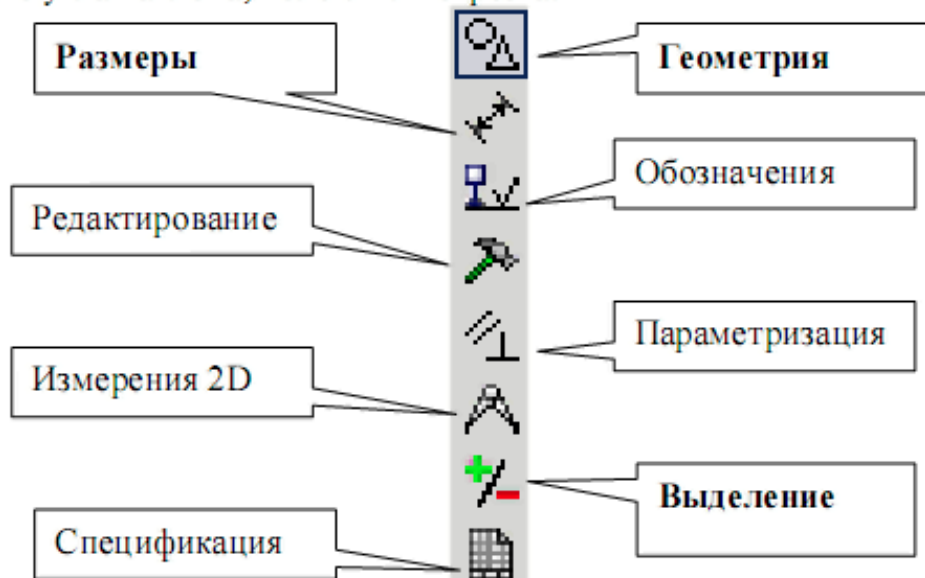 Размеры
Геометрия
Обозначения
Редактирование
Параметризация
Измерения 2D
Выделение
Спецификация